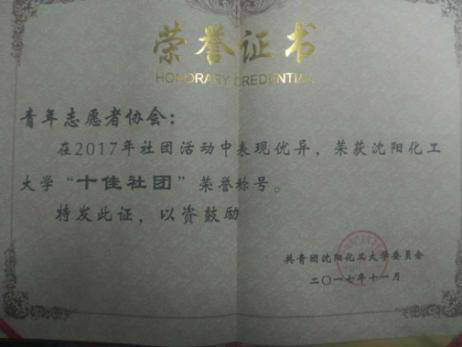 荣誉证书
HONORARY CREDENTIAL
青年志愿者协会：
在2017年社团活动中表现优异，荣获沈阳化工
大学“十佳社团”荣誉称号。
特发此证，以资鼓励
共青团沈阳化工大学委员会
二〇一七年十一月